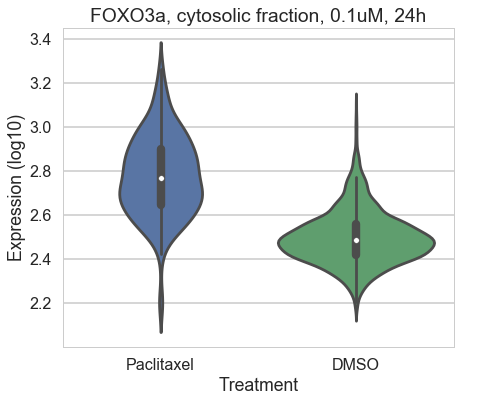 FOXO3a, cytosolic fraction, 0.1uM, 24h
3.4
3.2
3.0
2.8
2.6
2.4
2.2
Expression (log10)
Paclitaxel DMSO
Treatment